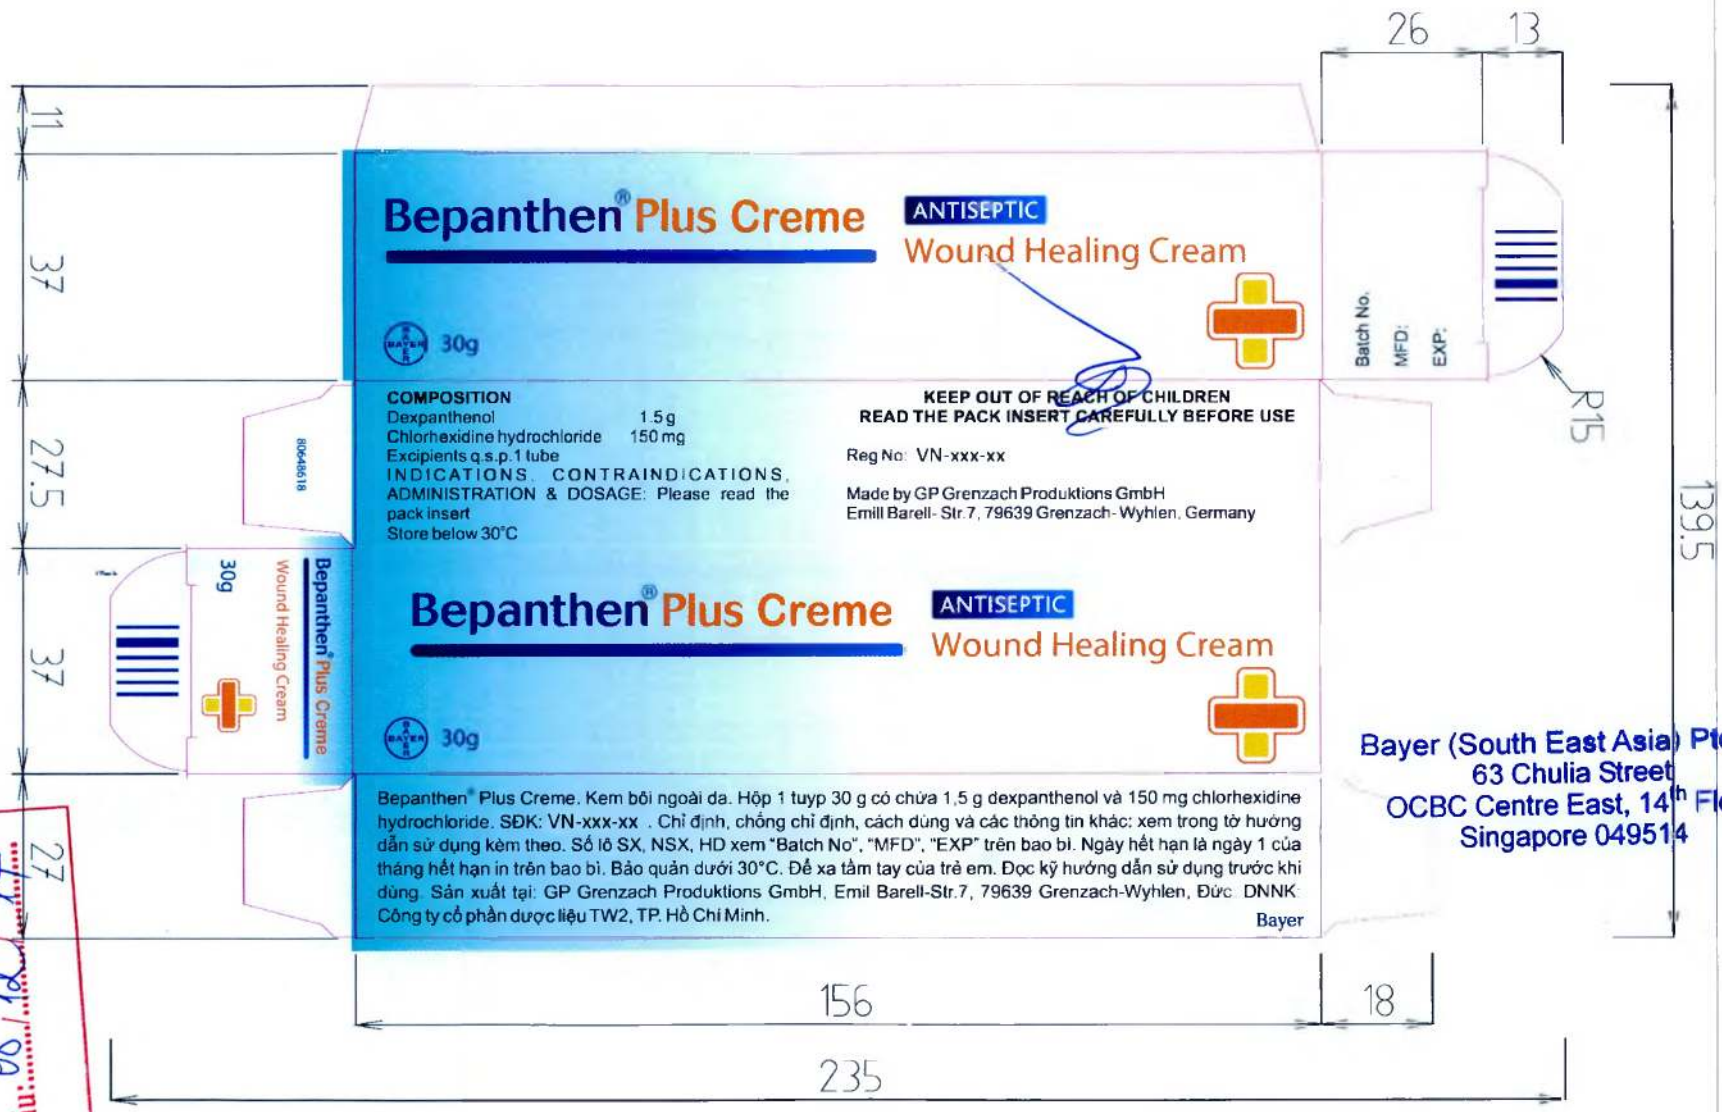 26
13
11
Bepanthen® Plus Creme
ANTISEPTIC
Wound Healing Cream
37
BAYER
BAYER
30g
Batch No.
MFD:
EXP:
R15
COMPOSITION
Dexpanthenol 1.5 g
Chlorhexidine hydrochloride 150 mg
Excipients q.s.p.1 tube
INDICATIONS, CONTRAINDICATIONS,
ADMINISTRATION & DOSAGE: Please read the
pack insert
Store below 30°C
KEEP OUT OF REACH OF CHILDREN
READ THE PACK INSERT CAREFULLY BEFORE USE
Reg No: VN-xxx-xx
Made by GP Grenzach Produktions GmbH
Emill Barell- Str.7, 79639 Grenzach- Wyhlen, Germany
27.5
80648618
139.5
Bepanthen® Plus Creme
Wound Healing Cream
30g
Bepanthen® Plus Creme
ANTISEPTIC
Wound Healing Cream
37
BAYER
BAYER
30g
Bayer (South East Asia) Pt
63 Chulia Street
OCBC Centre East, 14th Fl
Singapore 049514
Bepanthen® Plus Creme. Kem bôi ngoài da. Hộp 1 tuyp 30 g có chứa 1,5 g dexpanthenol và 150 mg chlorhexidine
hydrochloride. SĐK: VN-xxx-xx . Chỉ định, chống chỉ định, cách dùng và các thông tin khác: xem trong tờ hướng
dẫn sử dụng kèm theo. Số lô SX, NSX, HD xem "Batch No", "MFD", "EXP" trên bao bì. Ngày hết hạn là ngày 1 của
tháng hết hạn in trên bao bì. Bảo quản dưới 30°C. Để xa tầm tay của trẻ em. Đọc kỹ hướng dẫn sử dụng trước khi
dùng. Sản xuất tại: GP Grenzach Produktions GmbH, Emil Barell-Str.7, 79639 Grenzach-Wyhlen, Đức. DNNK:
Công ty cổ phần dược liệu TW2, TP. Hồ Chí Minh.
Bayer
27
156
18
235